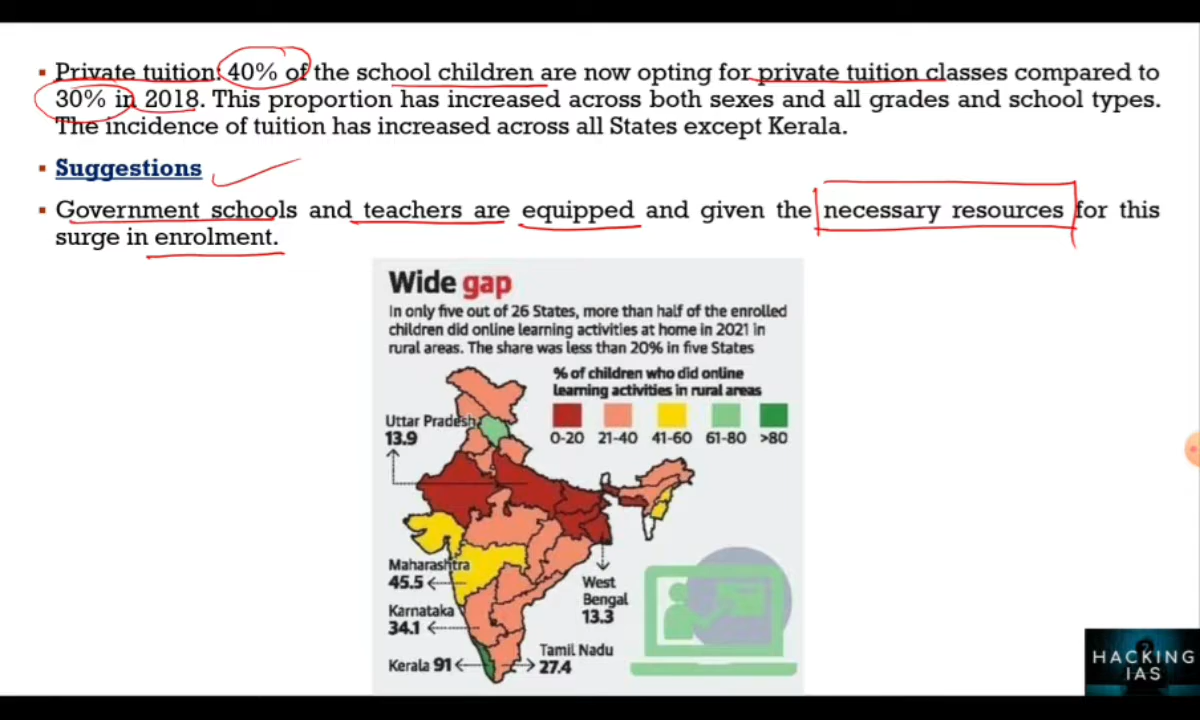 ▪ Private tuition: 40% of the school children are now opting for private tuition classes compared to
30% in 2018. This proportion has increased across both sexes and all grades and school types.
The incidence of tuition has increased across all States except Kerala.
▪ Suggestions
▪ Government schools and teachers are equipped and given the necessary resources for this
surge in enrolment.
Wide gap
In only five out of 26 States, more than half of the enrolled
children did online learning activities at home in 2021 in
rural areas. The share was less than 20% in five States
% of children who did online
learning activities in rural areas
0-20 21-40 41-60 61-80 >80
Uttar Pradesh
13.9
Maharashtra
45.5
West
Bengal
13.3
Karnataka
34.1
Tamil Nadu
27.4
Kerala 91
HACKING
IAS